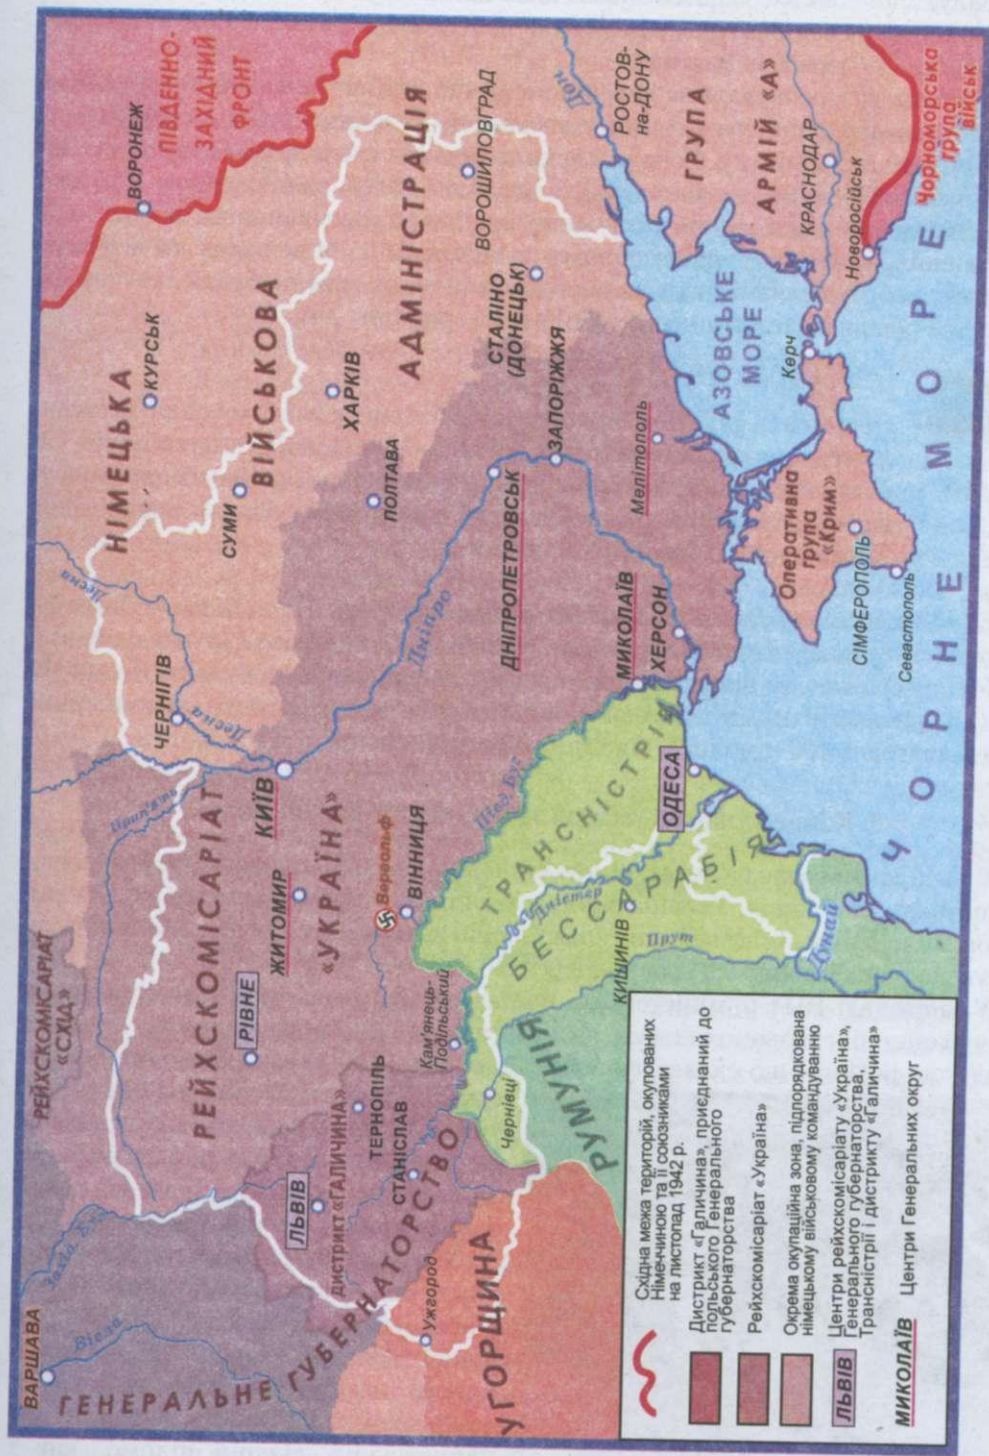 ВОРОНЕЖ
ПІВДЕННО-
ЗАХІДНИЙ
ФРОНТ
НІМЕЦЬКА
ВІЙСЬКОВА
АДМІНІСТРАЦІЯ
КУРСЬК
СУМИ
ХАРКІВ
ПОЛТАВА
ВОРОШИЛОВГРАД
СТАЛІНО
(ДОНЕЦЬК)
Дон
РОСТОВ-
на-ДОНУ
ГРУПА
АРМІЙ «А»
КРАСНОДАР
Новоросійськ
Чорноморська
група
військ
АЗОВСЬКЕ
МОРЕ
Керч
ЗАПОРІЖЖЯ
Мелітополь
ДНІПРОПЕТРОВСЬК
Дніпро
МИКОЛАЇВ
ХЕРСОН
Оперативна
група
«Крим»
СІМФЕРОПОЛЬ
Севастополь
ЧОРНЕ МОРЕ
Десна
ЧЕРНІГІВ
Десна
Прип'ять
КИЇВ
ЖИТОМИР
РЕЙХСКОМІСАРІАТ
«УКРАЇНА»
Вервольф
ВІННИЦЯ
РІВНЕ
РЕЙХСКОМІСАРІАТ
«СХІД»
Півд. Буг
ТРАНСНІСТРІЯ
ОДЕСА
Дністер
БЕССАРАБІЯ
КИШИНІВ
Прут
Дунай
Кам'янець-
Подільський
Чернівці
РУМУНІЯ
ТЕРНОПІЛЬ
СТАНІСЛАВ
дистрикт «ГАЛИЧИНА»
ЛЬВІВ
Ужгород
УГОРЩИНА
ГЕНЕРАЛЬНЕ ГУБЕРНАТОРСТВО
ВАРШАВА
Вісла
Західн. Буг
Східна межа територій, окупованих
Німеччиною та її союзниками
на листопад 1942 р.
Дистрикт «Галичина», приєднаний до
польського Генерального
губернаторства
Рейхскомісаріат «Україна»
Окрема окупаційна зона, підпорядкована
німецькому військовому командуванню
ЛЬВІВ
Центри рейхскомісаріату «Україна»,
Генерального губернаторства,
Трансністрії і дистрикту «Галичина»
МИКОЛАЇВ
Центри Генеральних округ